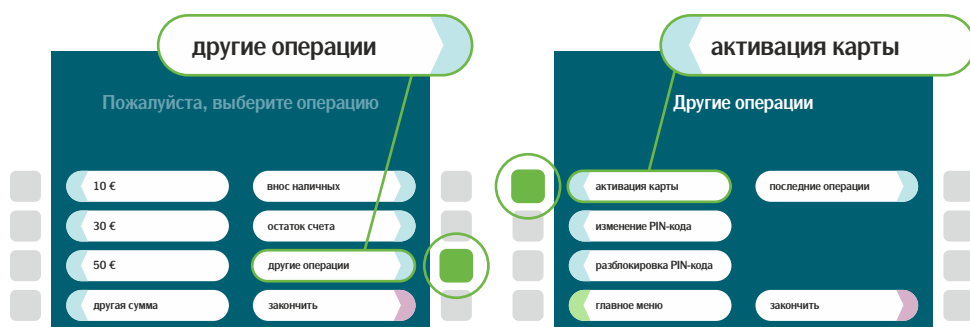 другие операции
Пожалуйста, выберите операцию
10 €
внос наличных
30 €
остаток счета
50 €
другие операции
другая сумма
закончить
активация карты
Другие операции
активация карты
последние операции
изменение PIN-кода
разблокировка PIN-кода
главное меню
закончить